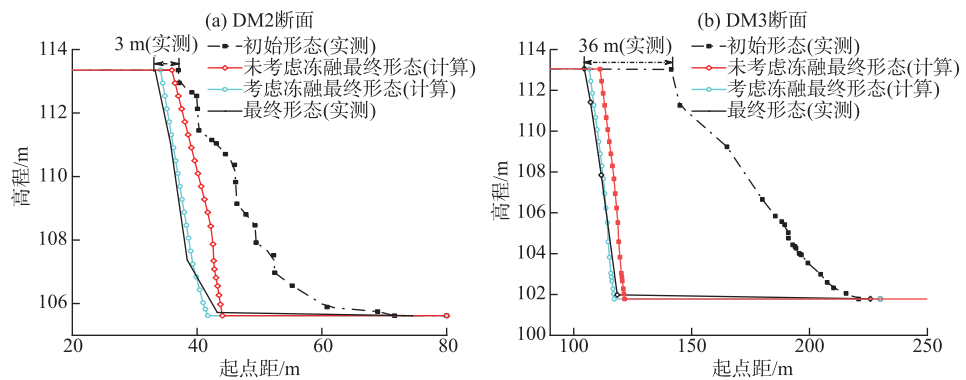 (a) DM2断面
3 m(实测)
初始形态(实测)
未考虑冻融最终形态(计算)
考虑冻融最终形态(计算)
最终形态(实测)
114
112
110
108
106
高程/m
20
40
60
80
起点距/m
(b) DM3断面
36 m(实测)
初始形态(实测)
未考虑冻融最终形态(计算)
考虑冻融最终形态(计算)
最终形态(实测)
114
112
110
108
106
104
102
100
高程/m
100
150
200
250
起点距/m